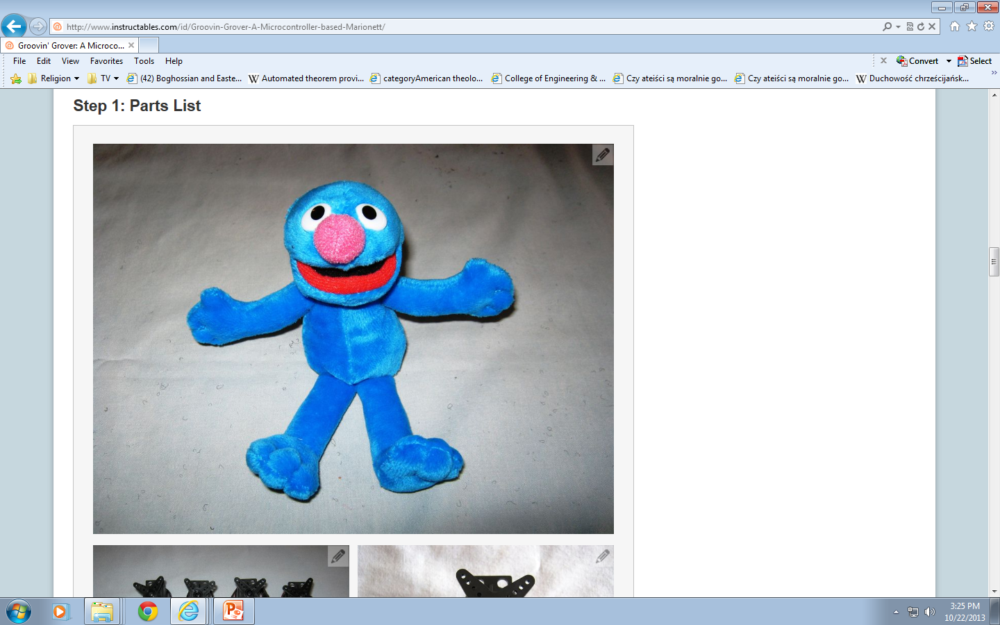 http://www.instructables.com/id/Groovin-Grover-A-Microcontroller-based-Marionett/
Groovin' Grover: A Microco...
File Edit View Favorites Tools Help
Convert Select
Religion TV (42) Boghossian and Easte... Automated theorem provi... categoryAmerican theolo... College of Engineering & ... Czy ateiści są moralnie go... Czy ateiści są moralnie go... Duchowość chrześcijańsk...
Step 1: Parts List
3:25 PM
10/22/2013